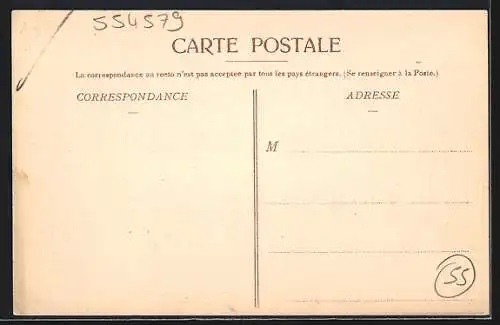 554579
CARTE POSTALE
La correspondance au recto n'est pas acceptée par tous les pays étrangers. (Se renseigner à la Poste.)
CORRESPONDANCE
ADRESSE
M
55